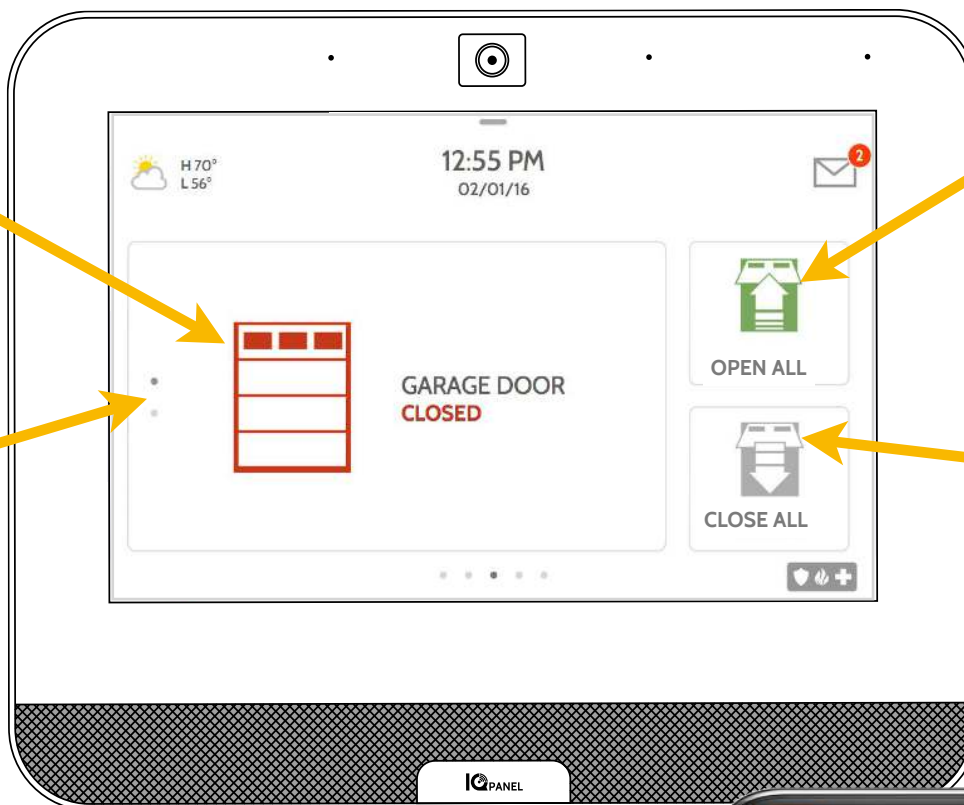 H 70°
L 56°
12:55 PM
02/01/16
2
GARAGE DOOR
CLOSED
OPEN ALL
CLOSE ALL
IQ PANEL